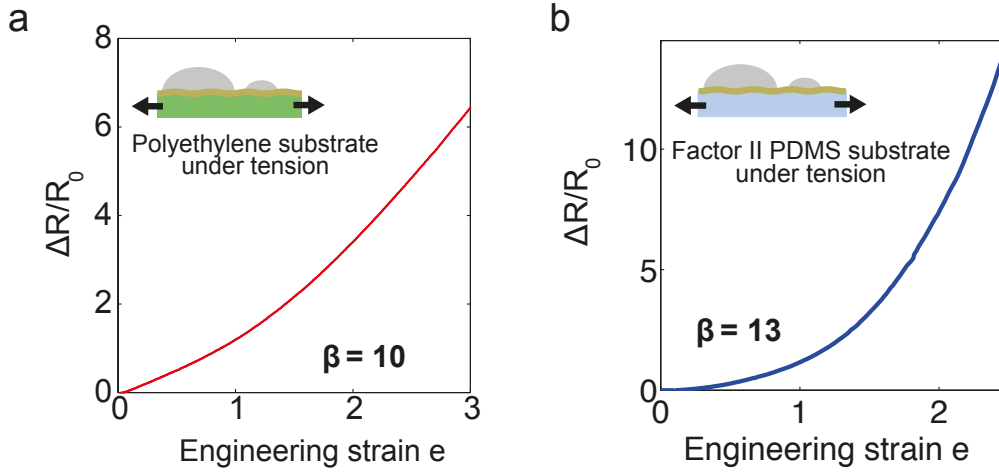 a
8
6
4
2
0
ΔR/R₀
Polyethylene substrate
under tension
β = 10
0 1 2 3
Engineering strain e
b
10
5
0
ΔR/R₀
Factor II PDMS substrate
under tension
β = 13
0 1 2
Engineering strain e